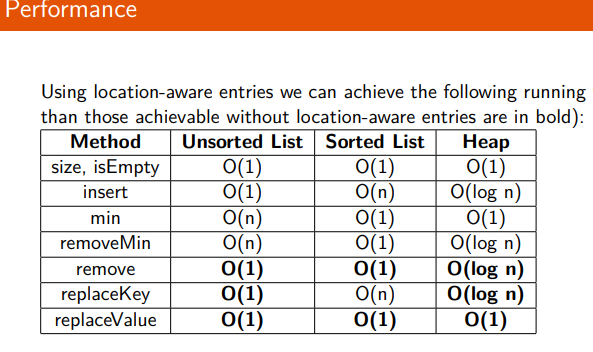 Performance
Using location-aware entries we can achieve the following running
than those achievable without location-aware entries are in bold):
Method Unsorted List Sorted List Heap
size, isEmpty O(1) O(1) O(1)
insert O(1) O(n) O(log n)
min O(n) O(1) O(1)
removeMin O(n) O(1) O(log n)
remove O(1) O(1) O(log n)
replaceKey O(1) O(n) O(log n)
replaceValue O(1) O(1) O(1)